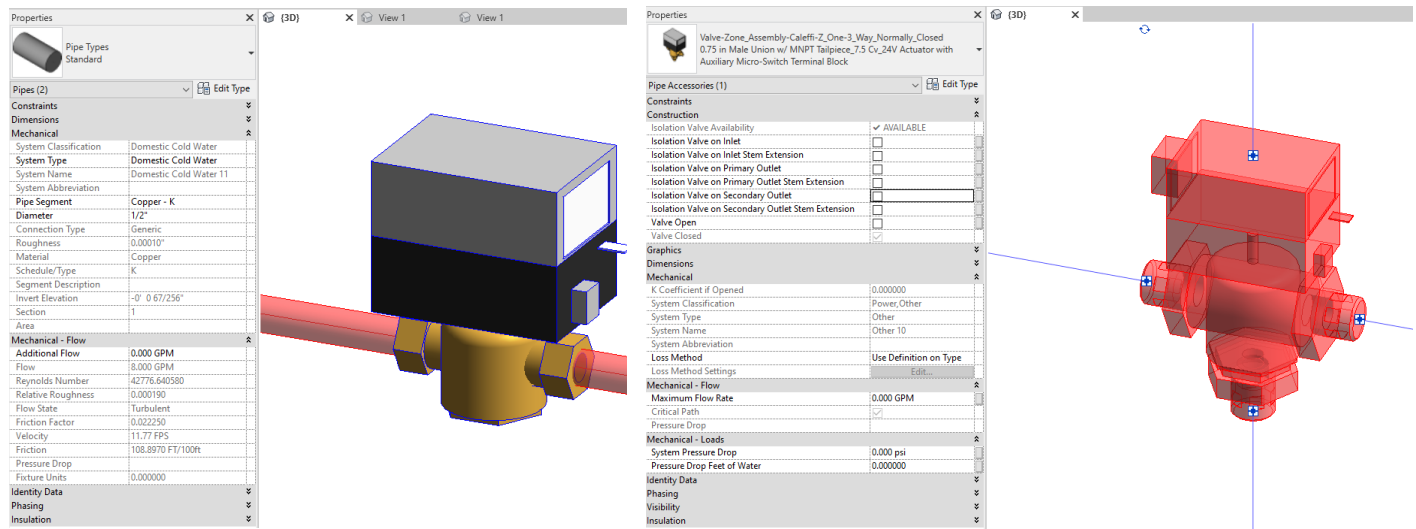 Properties
Pipe Types
Standard
Pipes (2)
Edit Type
Constraints
Dimensions
Mechanical
System Classification Domestic Cold Water
System Type Domestic Cold Water
System Name Domestic Cold Water 11
System Abbreviation
Pipe Segment Copper - K
Diameter 1/2"
Connection Type Generic
Roughness 0.00010"
Material Copper
Schedule/Type K
Segment Description
Invert Elevation -0' 0 67/256"
Section 1
Area
Mechanical - Flow
Additional Flow 0.000 GPM
Flow 8.000 GPM
Reynolds Number 42776.640580
Relative Roughness 0.000190
Flow State Turbulent
Friction Factor 0.022250
Velocity 11.77 FPS
Friction 108.8970 FT/100ft
Pressure Drop
Fixture Units 0.000000
Identity Data
Phasing
Insulation
{3D}
View 1
View 1
Properties
Valve-Zone_Assembly-Caleffi-Z_One-3_Way_Normally_Closed
0.75 in Male Union w/ MNPT Tailpiece_7.5 Cv_24V Actuator with
Auxiliary Micro-Switch Terminal Block
Pipe Accessories (1)
Edit Type
Constraints
Construction
Isolation Valve Availability AVAILABLE
Isolation Valve on Inlet
Isolation Valve on Inlet Stem Extension
Isolation Valve on Primary Outlet
Isolation Valve on Primary Outlet Stem Extension
Isolation Valve on Secondary Outlet
Isolation Valve on Secondary Outlet Stem Extension
Valve Open
Valve Closed
Graphics
Dimensions
Mechanical
K Coefficient if Opened 0.000000
System Classification Power,Other
System Type Other
System Name Other 10
System Abbreviation
Loss Method Use Definition on Type
Loss Method Settings Edit...
Mechanical - Flow
Maximum Flow Rate 0.000 GPM
Critical Path
Pressure Drop
Mechanical - Loads
System Pressure Drop 0.000 psi
Pressure Drop Feet of Water 0.000000
Identity Data
Phasing
Visibility
Insulation
{3D}